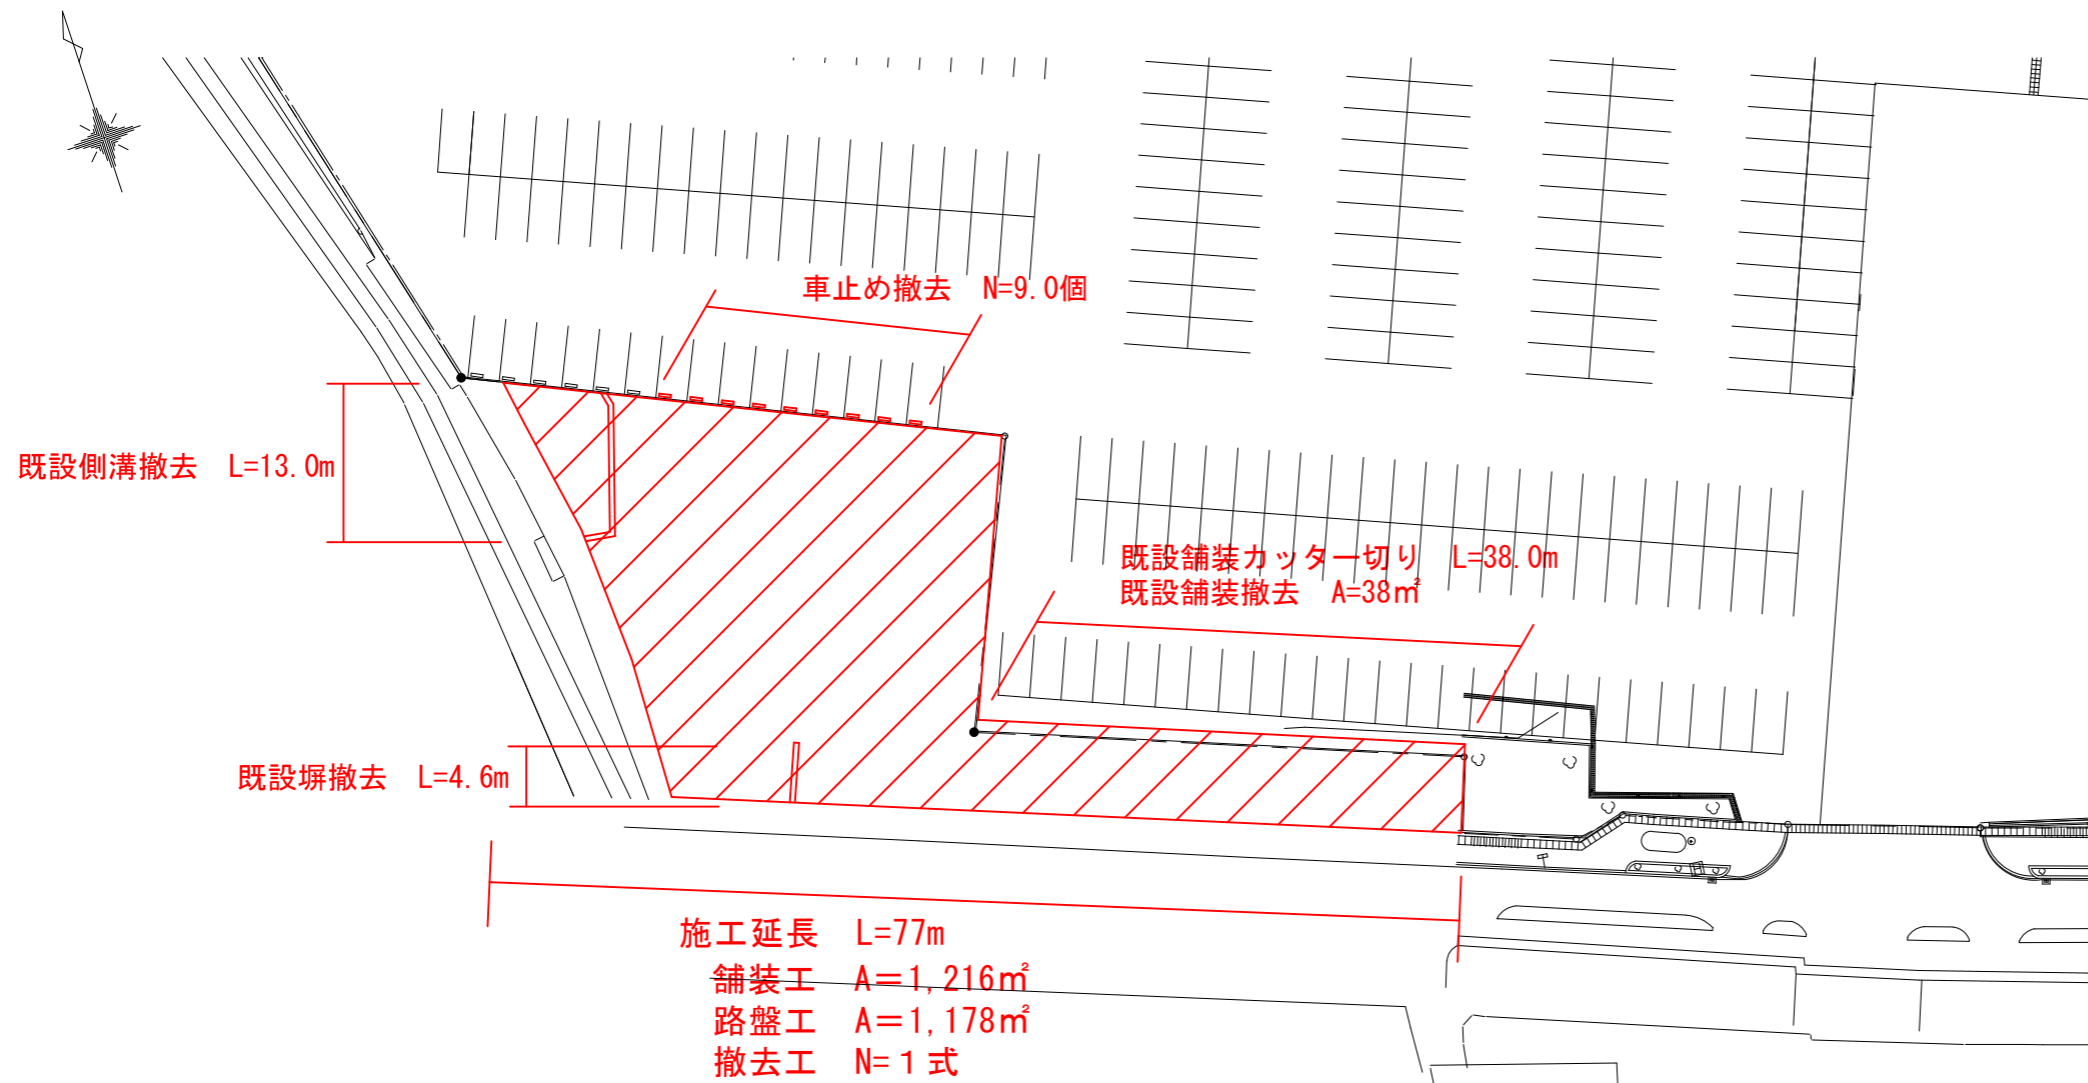 車止め撤去　N=9.0個
既設側溝撤去　L=13.0m
既設舗装カッター切り　L=38.0m
既設舗装撤去　A=38㎡
既設塀撤去　L=4.6m
施工延長　L=77m
舗装工　A＝1,216㎡
路盤工　A＝1,178㎡
撤去工　N=１式